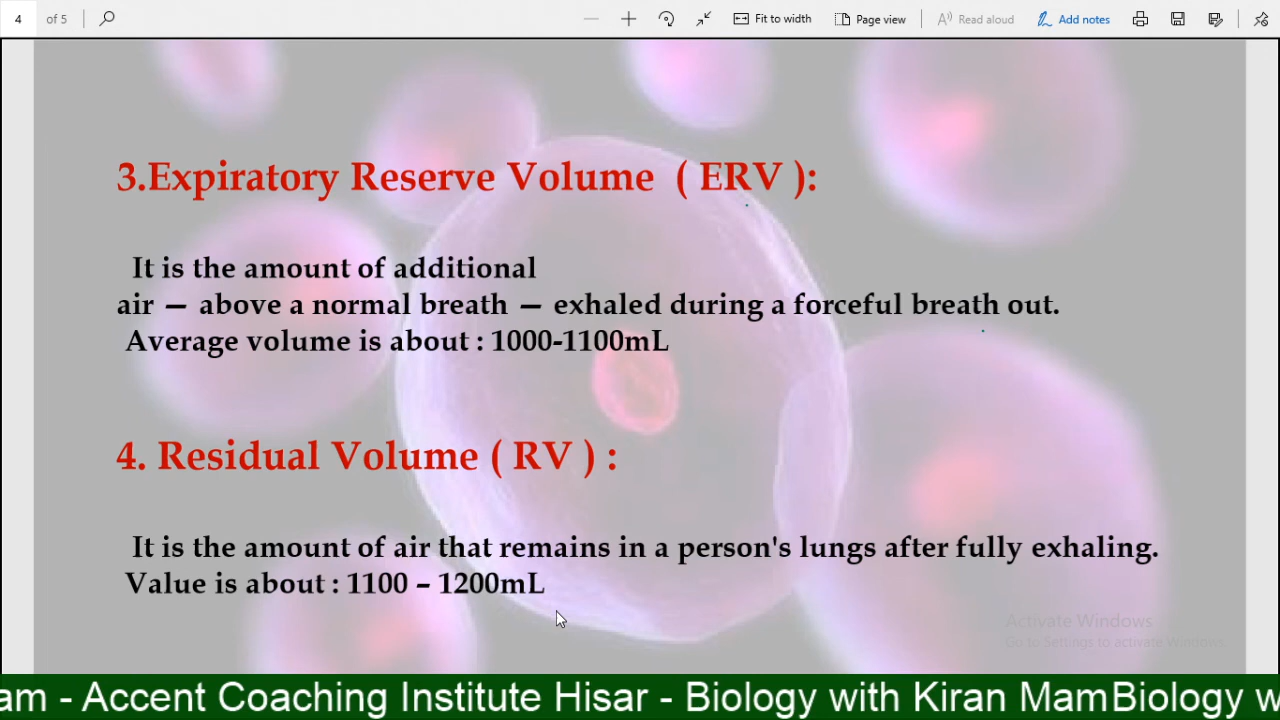 4 of 5 Fit to width Page view Read aloud Add notes
3.Expiratory Reserve Volume ( ERV ):
It is the amount of additional
air — above a normal breath — exhaled during a forceful breath out.
Average volume is about : 1000-1100mL
4. Residual Volume ( RV ) :
It is the amount of air that remains in a person's lungs after fully exhaling.
Value is about : 1100 – 1200mL
Activate Windows
Go to Settings to activate Windows.
am - Accent Coaching Institute Hisar - Biology with Kiran MamBiology w